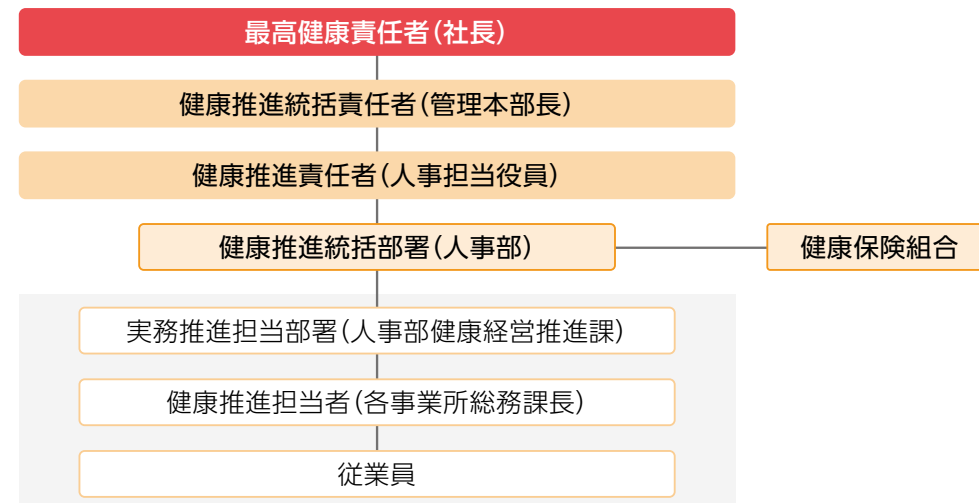 最高健康責任者(社長)
健康推進統括責任者(管理本部長)
健康推進責任者(人事担当役員)
健康推進統括部署(人事部)
健康保険組合
実務推進担当部署(人事部健康経営推進課)
健康推進担当者(各事業所総務課長)
従業員